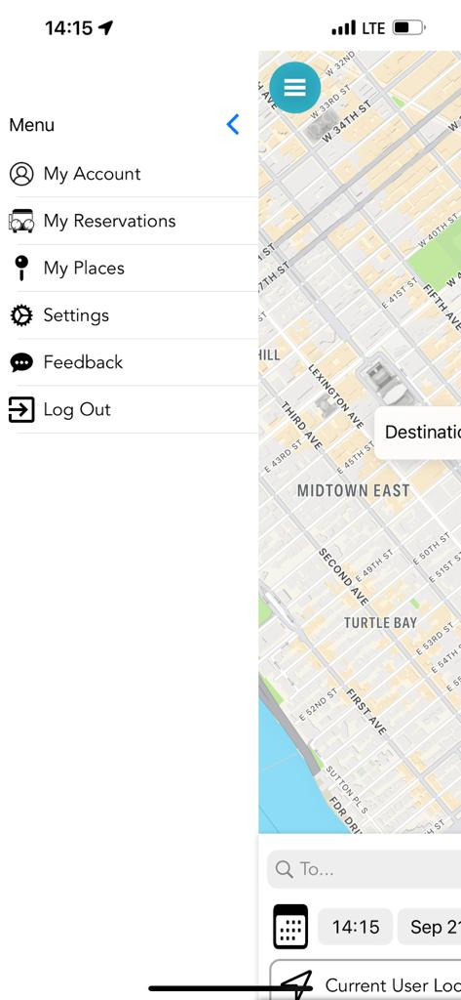 14:15
LTE
Menu
My Account
My Reservations
My Places
Settings
Feedback
Log Out
W 32ND
W 33RD ST
W 34TH ST
W 40TH ST
E 41ST ST
FIFTH AVE
37TH ST
HILL
LEXINGTON AVE
THIRD AVE
E 43RD ST
E 45TH ST
Destinatio
MIDTOWN EAST
E 50TH ST
E 51ST ST
E 49TH ST
SECOND AVE
TURTLE BAY
E 53RD ST
E 54TH ST
E 52ND ST
FIRST AVE
SUTTON PL S
FDR DRI
To...
14:15
Sep 21
Current User Loc